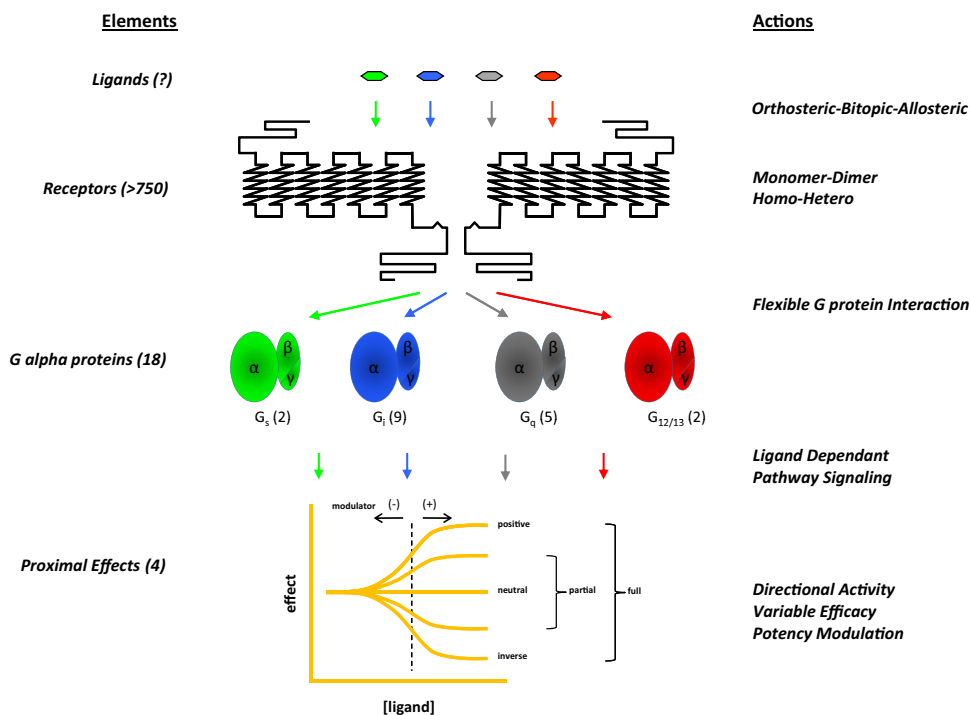 Elements
Actions
Ligands (?)
Orthosteric-Bitopic-Allosteric
Receptors (>750)
Monomer-Dimer
Homo-Hetero
Flexible G protein Interaction
G alpha proteins (18)
α β γ
α β γ
α β γ
α β γ
Gs (2)
Gi (9)
Gq (5)
G12/13 (2)
Ligand Dependant
Pathway Signaling
modulator (-) (+)
positive
Proximal Effects (4)
effect
neutral
partial
full
inverse
Directional Activity
Variable Efficacy
Potency Modulation
[ligand]